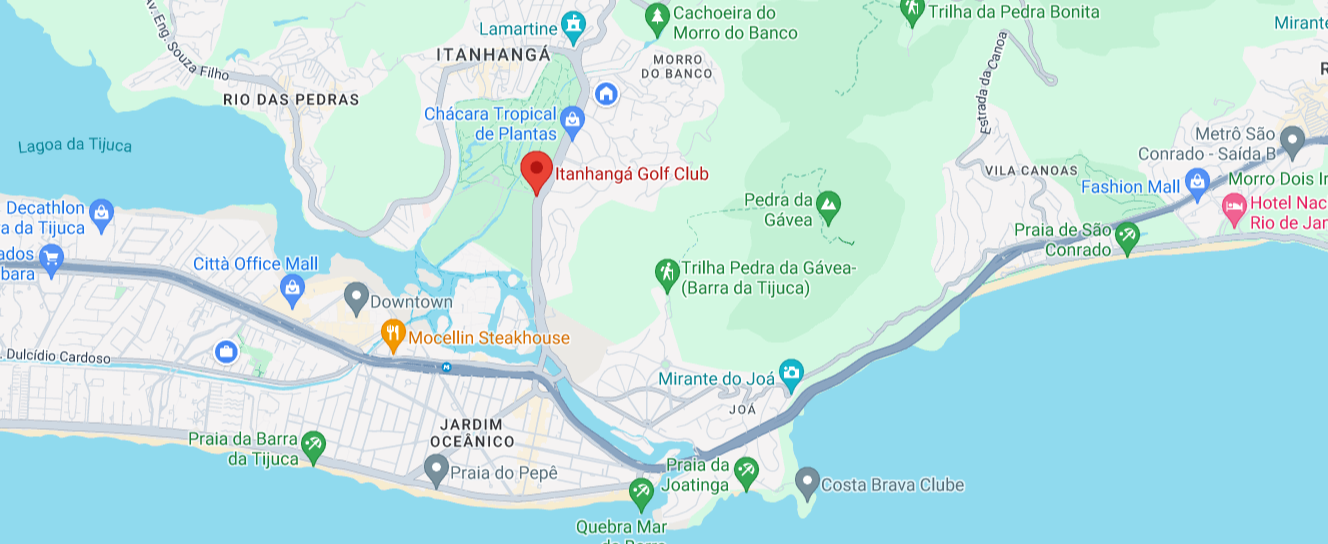 Cachoeira do
Morro do Banco
Trilha da Pedra Bonita
Mirante
Lamartine
ITANHANGÁ
Av. Eng. Souza Filho
MORRO
DO BANCO
RIO DAS PEDRAS
Estrada da Canoa
Chácara Tropical
de Plantas
Lagoa da Tijuca
Metrô São
Conrado - Saída B
Itanhangá Golf Club
VILA CANOAS
Fashion Mall
Morro Dois Ir
Hotel Nac
Rio de Jan
Pedra da
Gávea
Decathlon
ra da Tijuca
Praia de São
Conrado
ados
bara
Città Office Mall
Trilha Pedra da Gávea-
(Barra da Tijuca)
Downtown
Mocellin Steakhouse
. Dulcídio Cardoso
M
Mirante do Joá
JOÁ
JARDIM
OCEÂNICO
Praia da Barra
da Tijuca
Praia do Pepê
Praia da
Joatinga
Costa Brava Clube
Quebra Mar